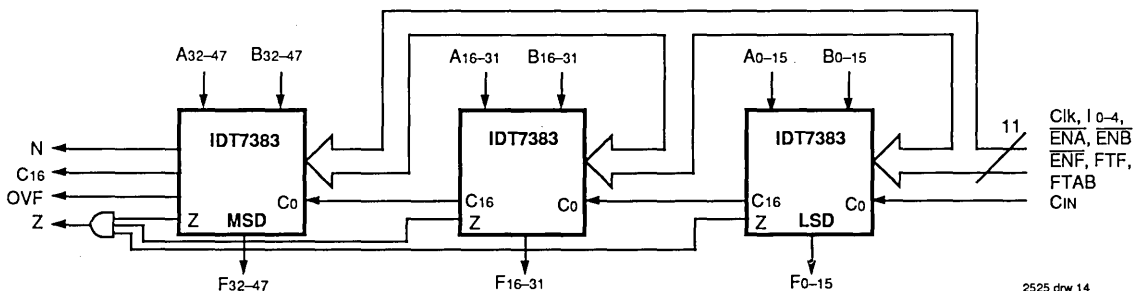 A32–47 B32–47
A16–31 B16–31
A0–15 B0–15
IDT7383
IDT7383
IDT7383
11
Clk, I 0–4,
ENA, ENB
ENF, FTF,
FTAB
CIN
N
C16
OVF
Z
Z
MSD
C0
C16
Z
C0
C16
Z
LSD
C0
F32–47
F16–31
F0–15
2525 drw 14